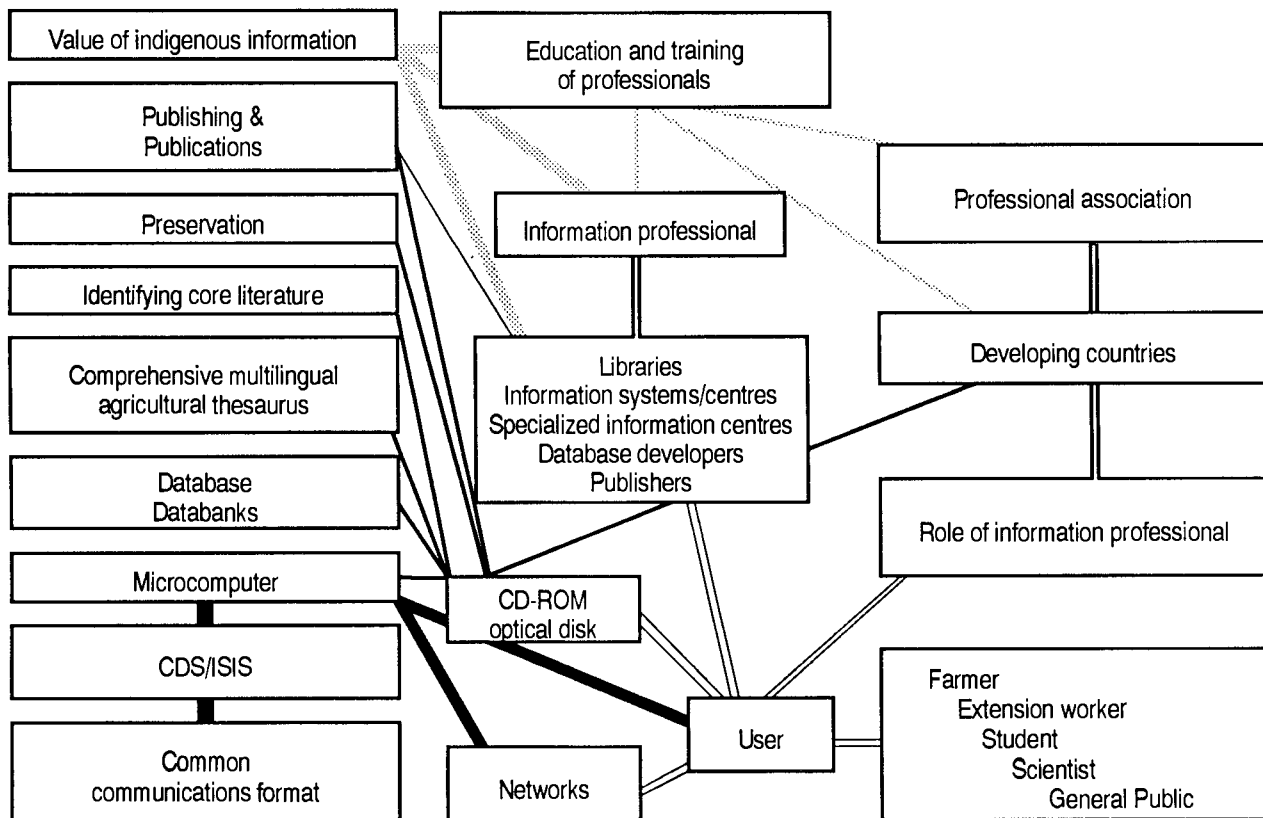 Value of indigenous information
Publishing &
Publications
Preservation
Identifying core literature
Comprehensive multilingual
agricultural thesaurus
Database
Databanks
Microcomputer
CDS/ISIS
Common
communications format
Education and training
of professionals
Information professional
Libraries
Information systems/centres
Specialized information centres
Database developers
Publishers
CD-ROM
optical disk
Networks
User
Professional association
Developing countries
Role of information professional
Farmer
Extension worker
Student
Scientist
General Public